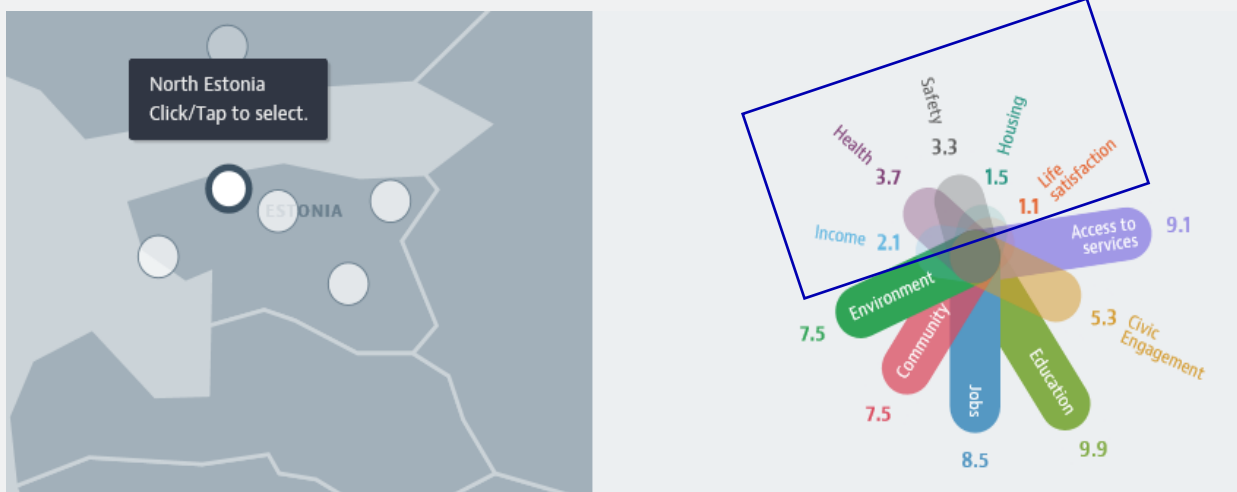 North Estonia
Click/Tap to select.
ESTONIA
Safety
3.3
Housing
1.5
Health
3.7
Life
satisfaction
1.1
Income 2.1
Access to
services
9.1
Environment
7.5
5.3
Civic
Engagement
Community
7.5
Jobs
8.5
Education
9.9